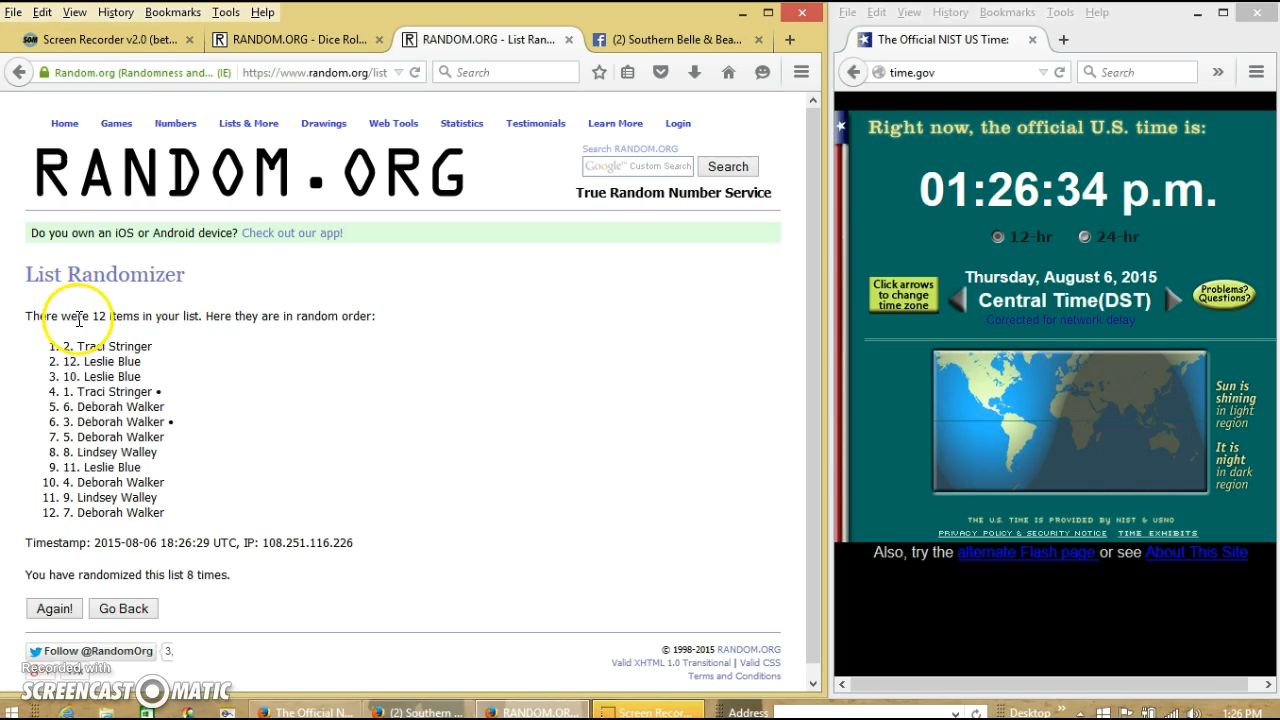 File Edit View History Bookmarks Tools Help
Screen Recorder v2.0 (bet... × RANDOM.ORG - Dice Rol... × RANDOM.ORG - List Ran... × (2) Southern Belle & Bea... ×
Random.org (Randomness and... (IE) https://www.random.org/list Search
Home Games Numbers Lists & More Drawings Web Tools Statistics Testimonials Learn More Login
RANDOM.ORG
Search RANDOM.ORG
Google™ Custom Search Search
True Random Number Service
Do you own an iOS or Android device? Check out our app!
List Randomizer
There were 12 items in your list. Here they are in random order:
1. 2. Traci Stringer
2. 12. Leslie Blue
3. 10. Leslie Blue
4. 1. Traci Stringer •
5. 6. Deborah Walker
6. 3. Deborah Walker •
7. 5. Deborah Walker
8. 8. Lindsey Walley
9. 11. Leslie Blue
10. 4. Deborah Walker
11. 9. Lindsey Walley
12. 7. Deborah Walker
Timestamp: 2015-08-06 18:26:29 UTC, IP: 108.251.116.226
You have randomized this list 8 times.
Again! Go Back
Follow @RandomOrg 3,
© 1998-2015 RANDOM.ORG
Valid XHTML 1.0 Transitional | Valid CSS
Terms and Conditions
Recorded with
SCREENCAST-O-MATIC
File Edit View History Bookmarks Tools Help
The Official NIST US Time: ×
time.gov Search
Right now, the official U.S. time is:
01:26:34 p.m.
12-hr 24-hr
Click arrows
to change
time zone
Thursday, August 6, 2015
Central Time(DST)
Corrected for network delay
Problems?
Questions?
Sun is
shining
in light
region
It is
night
in dark
region
THE U.S. TIME IS PROVIDED BY NIST & USNO
PRIVACY POLICY & SECURITY NOTICE TIME EXHIBITS
Also, try the alternate Flash page or see About This Site
The Official N... (2) Southern ... RANDOM.OR... Screen Recor... Address Desktop 1:26 PM